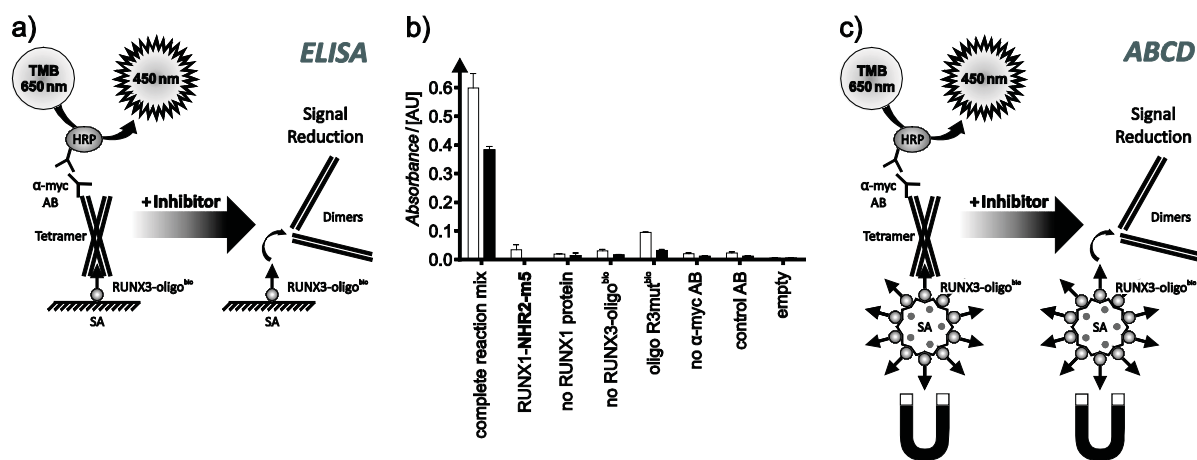 a)
ELISA
TMB
650 nm
450 nm
HRP
α-myc
AB
Tetramer
+Inhibitor
Signal
Reduction
Dimers
RUNX3-oligobio
RUNX3-oligobio
SA
SA
b)
Absorbance / [AU]
0.6
0.5
0.4
0.3
0.2
0.1
0.0
complete reaction mix
RUNX1-NHR2-m5
no RUNX1 protein
no RUNX3-oligobio
oligo R3mutbio
no α-myc AB
control AB
empty
c)
ABCD
TMB
650 nm
450 nm
HRP
α-myc
AB
Tetramer
+Inhibitor
Signal
Reduction
Dimers
RUNX3-oligobio
RUNX3-oligobio
SA
SA